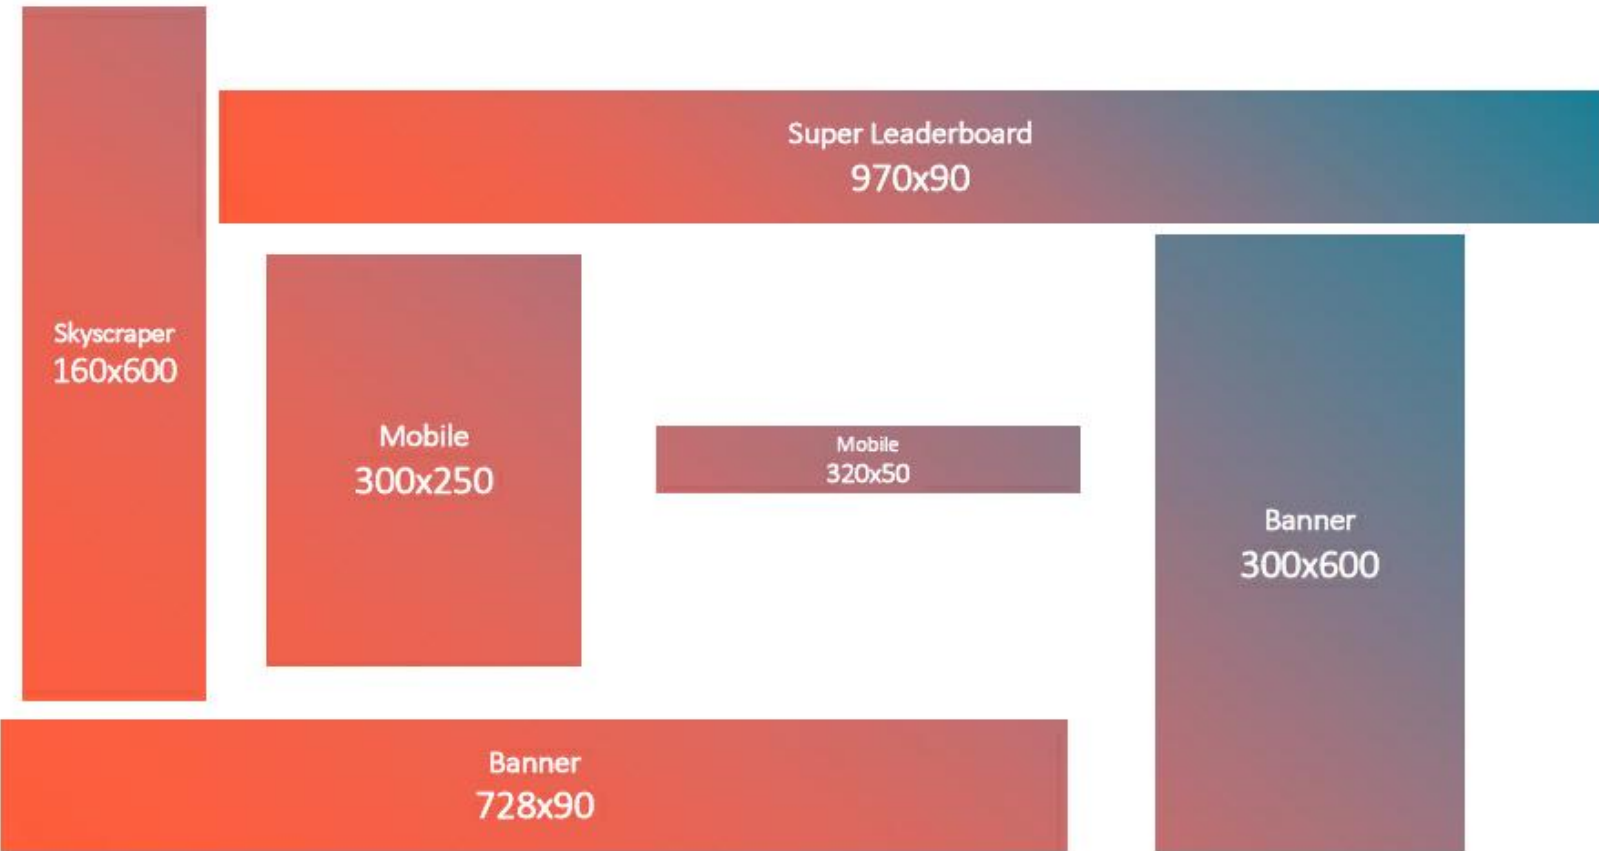 Super Leaderboard
970x90
Skyscraper
160x600
Mobile
300x250
Mobile
320x50
Banner
300x600
Banner
728x90